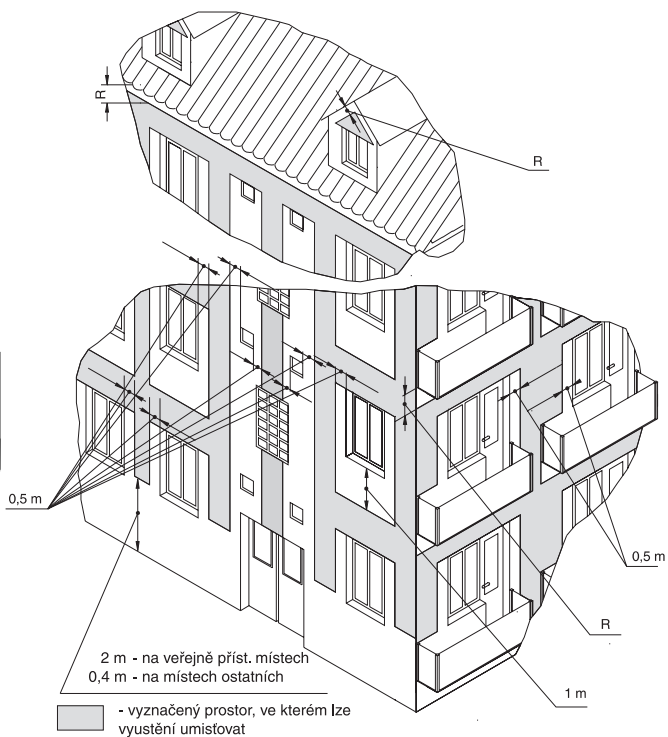 R
R
0,5 m
0,5 m
R
1 m
2 m - na veřejně příst. místech
0,4 m - na místech ostatních
- vyznačený prostor, ve kterém lze
vyustění umisťovat